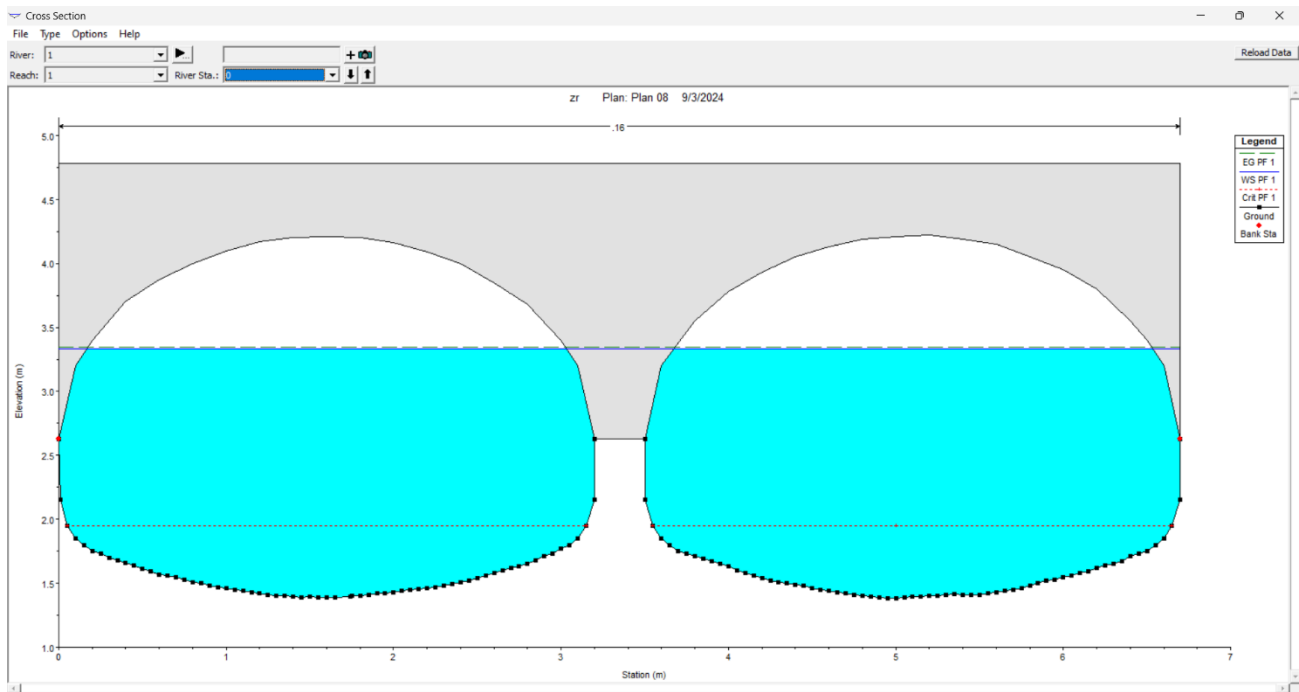 Cross Section
File Type Options Help
River: 1
Reload Data
Reach: 1 River Sta.: 0
zr Plan: Plan 08 9/3/2024
.16
5.0
4.5
4.0
3.5
3.0
2.5
2.0
1.5
1.0
Elevation (m)
0 1 2 3 4 5 6 7
Station (m)
Legend
EG PF 1
WS PF 1
Crit PF 1
Ground
Bank Sta